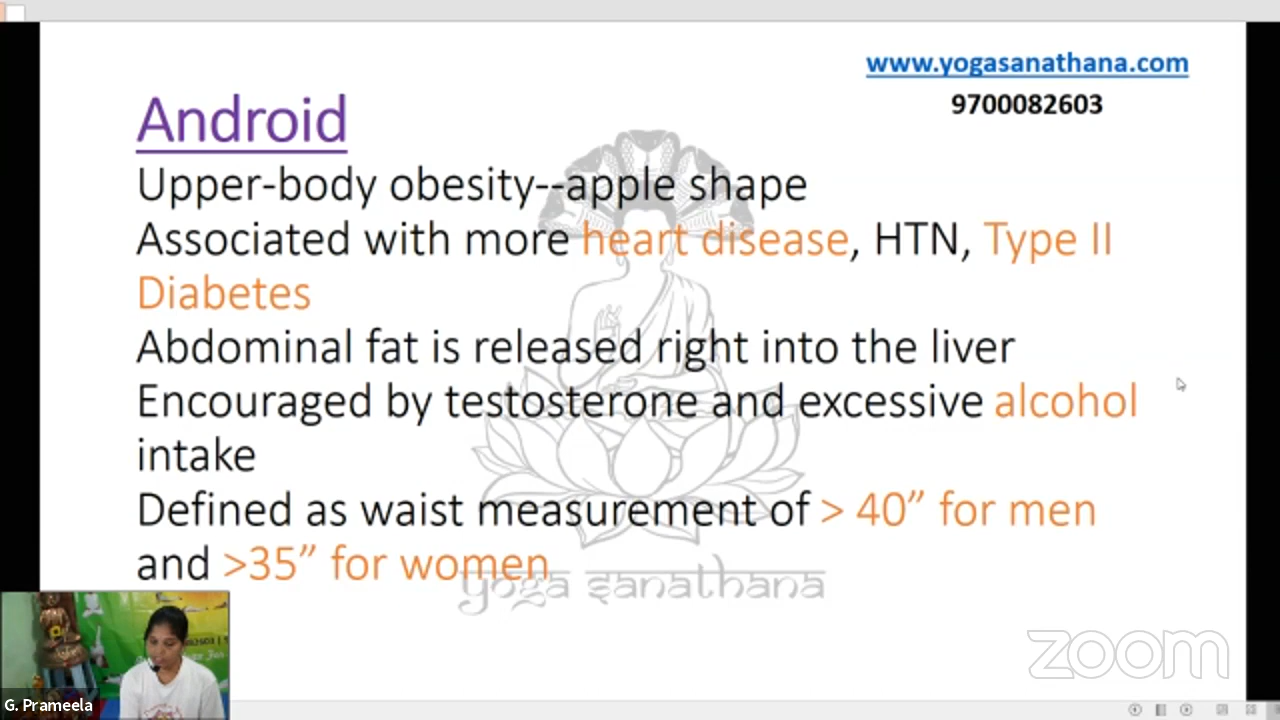 www.yogasanathana.com
9700082603
Android
Upper-body obesity--apple shape
Associated with more heart disease, HTN, Type II
Diabetes
Abdominal fat is released right into the liver
Encouraged by testosterone and excessive alcohol
intake
Defined as waist measurement of > 40” for men
and >35” for women
yoga sanathana
zoom
G. Prameela